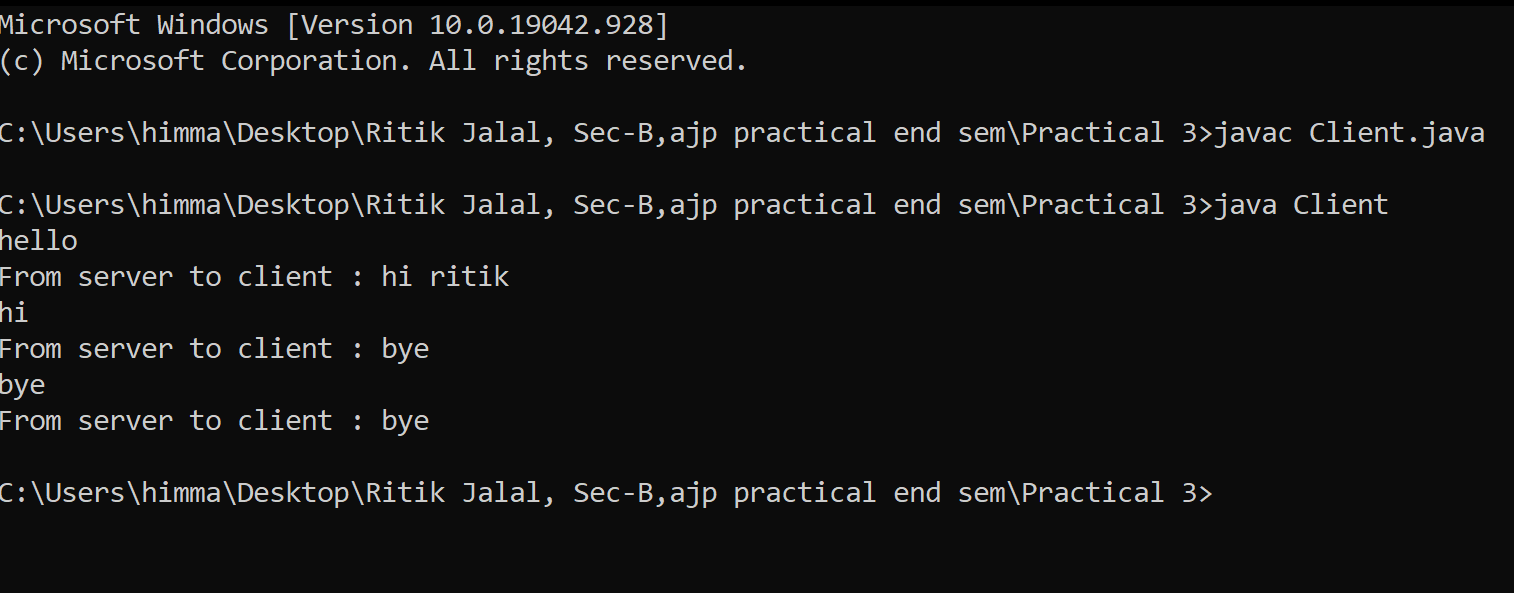 Microsoft Windows [Version 10.0.19042.928]
(c) Microsoft Corporation. All rights reserved.
C:\Users\himma\Desktop\Ritik Jalal, Sec-B,ajp practical end sem\Practical 3>javac Client.java
C:\Users\himma\Desktop\Ritik Jalal, Sec-B,ajp practical end sem\Practical 3>java Client
hello
From server to client : hi ritik
hi
From server to client : bye
bye
From server to client : bye
C:\Users\himma\Desktop\Ritik Jalal, Sec-B,ajp practical end sem\Practical 3>